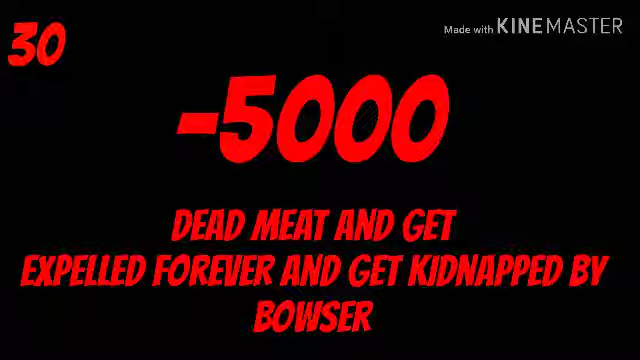 30
Made with KINEMASTER
-5000
DEAD MEAT AND GET
EXPELLED FOREVER AND GET KIDNAPPED BY
BOWSER